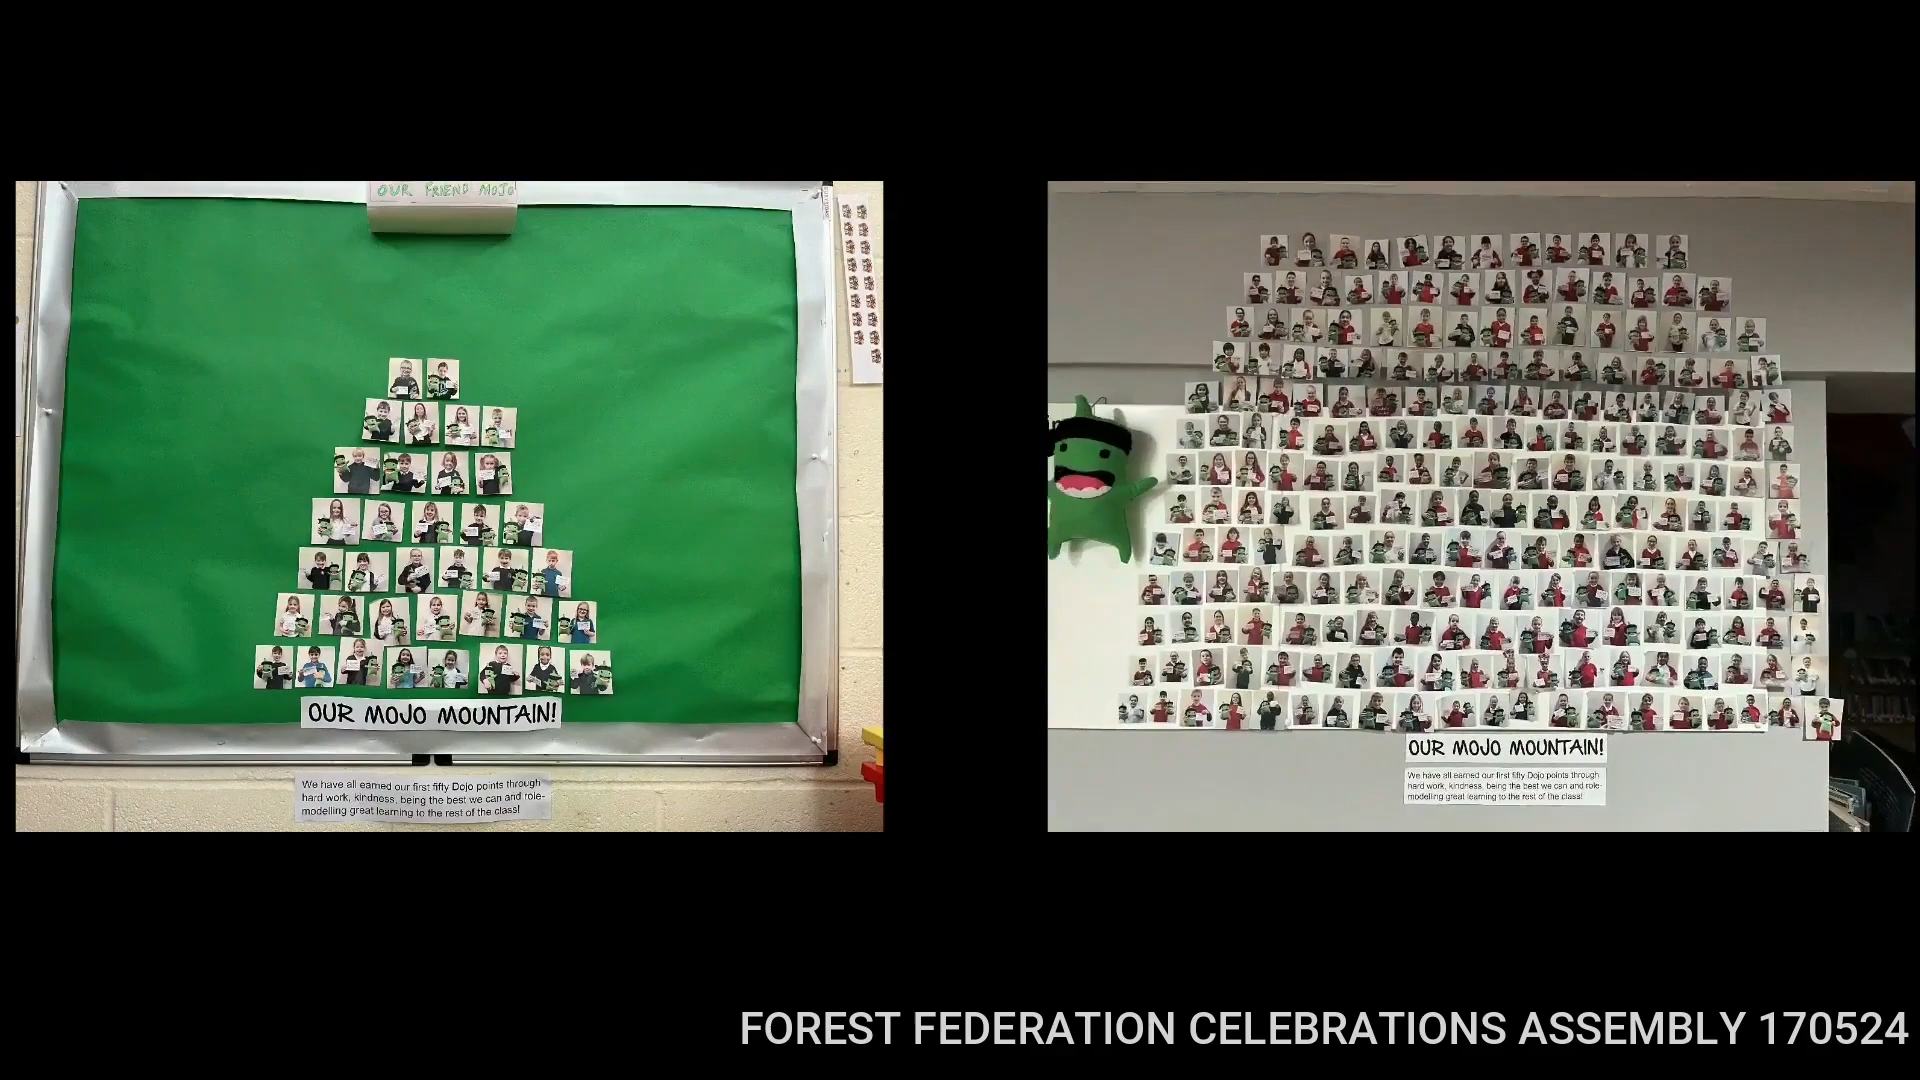 OUR FRIEND MOJO
OUR MOJO MOUNTAIN!
We have all earned our first fifty Dojo points through
hard work, kindness, being the best we can and role-
modelling great learning to the rest of the class!
OUR MOJO MOUNTAIN!
We have all earned our first fifty Dojo points through
hard work, kindness, being the best we can and role-
modelling great learning to the rest of the class!
FOREST FEDERATION CELEBRATIONS ASSEMBLY 170524